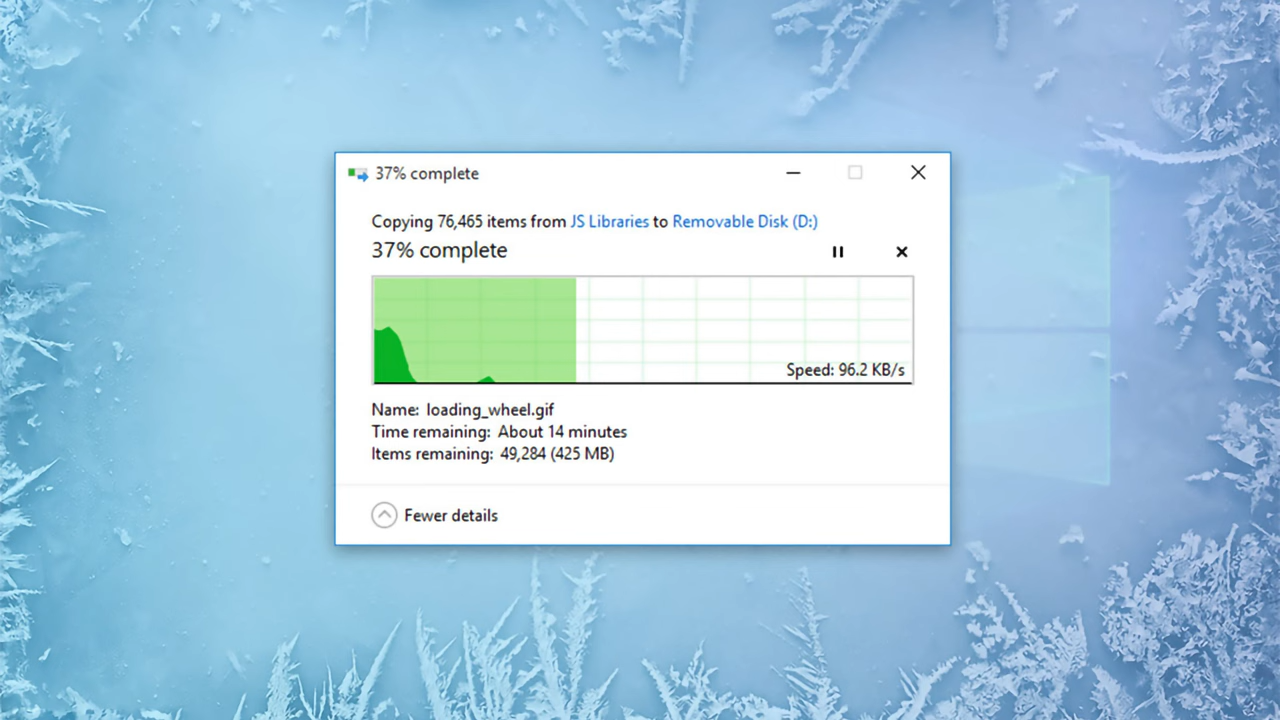 37% complete
Copying 76,465 items from JS Libraries to Removable Disk (D:)
37% complete
Speed: 96.2 KB/s
Name: loading_wheel.gif
Time remaining: About 14 minutes
Items remaining: 49,284 (425 MB)
Fewer details